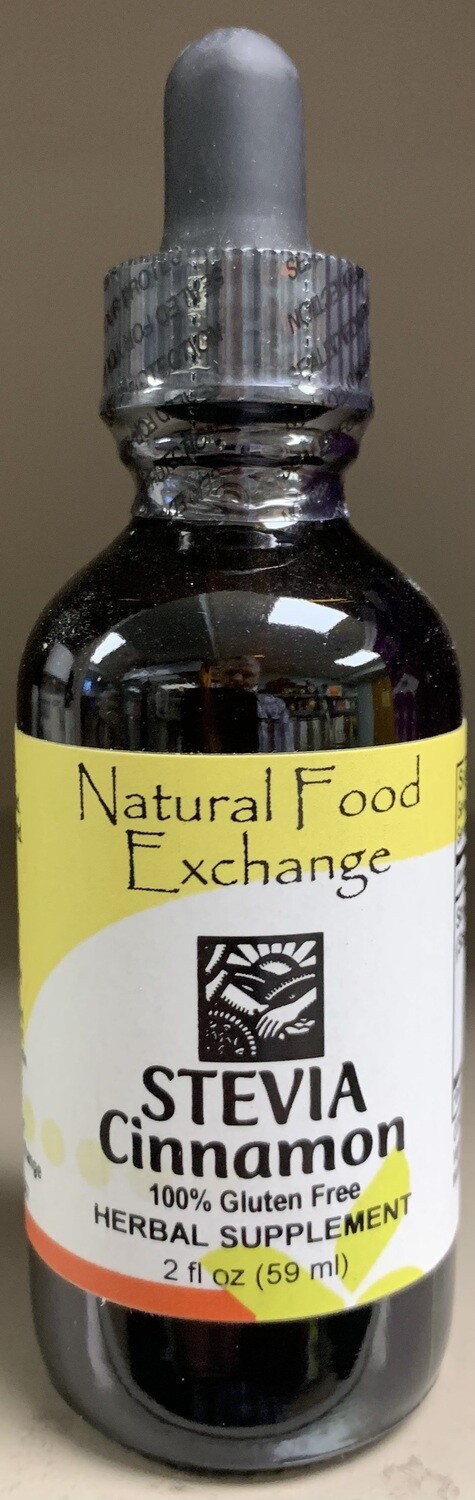 Natural Food
Exchange
STEVIA
Cinnamon
100% Gluten Free
HERBAL SUPPLEMENT
2 fl oz (59 ml)